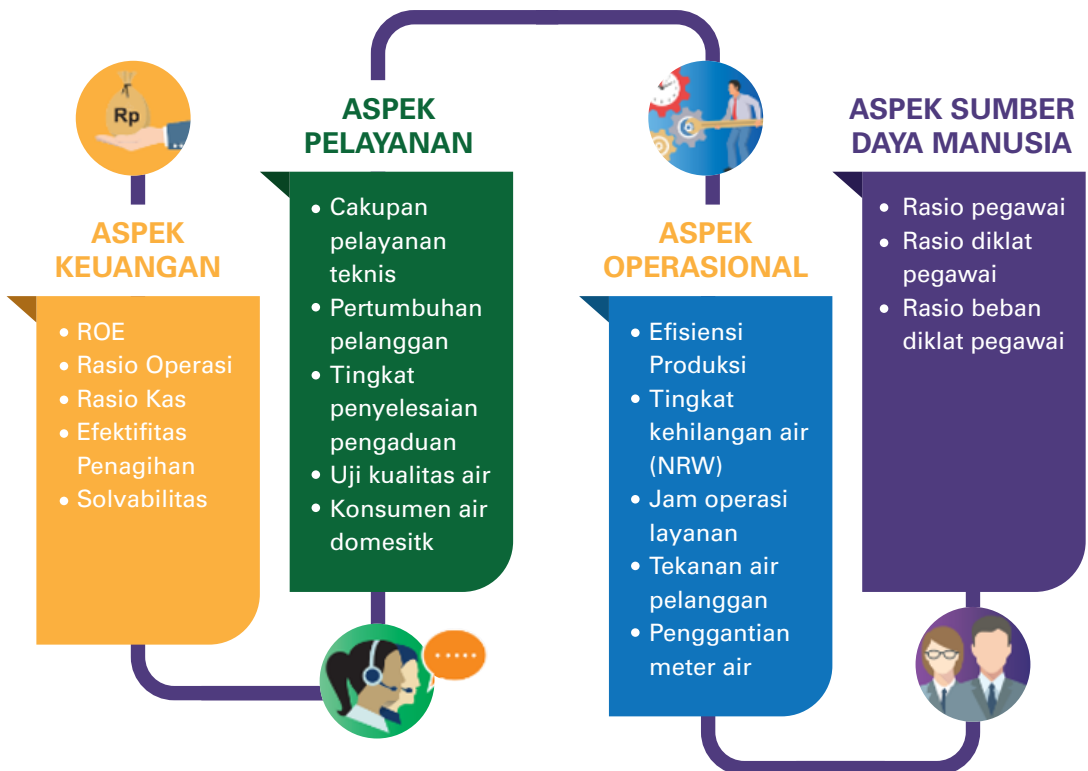 Rp
ASPEK
KEUANGAN
• ROE
• Rasio Operasi
• Rasio Kas
• Efektifitas
Penagihan
• Solvabilitas
ASPEK
PELAYANAN
• Cakupan
pelayanan
teknis
• Pertumbuhan
pelanggan
• Tingkat
penyelesaian
pengaduan
• Uji kualitas air
• Konsumen air
domesitk
ASPEK
OPERASIONAL
• Efisiensi
Produksi
• Tingkat
kehilangan air
(NRW)
• Jam operasi
layanan
• Tekanan air
pelanggan
• Penggantian
meter air
ASPEK SUMBER
DAYA MANUSIA
• Rasio pegawai
• Rasio diklat
pegawai
• Rasio beban
diklat pegawai